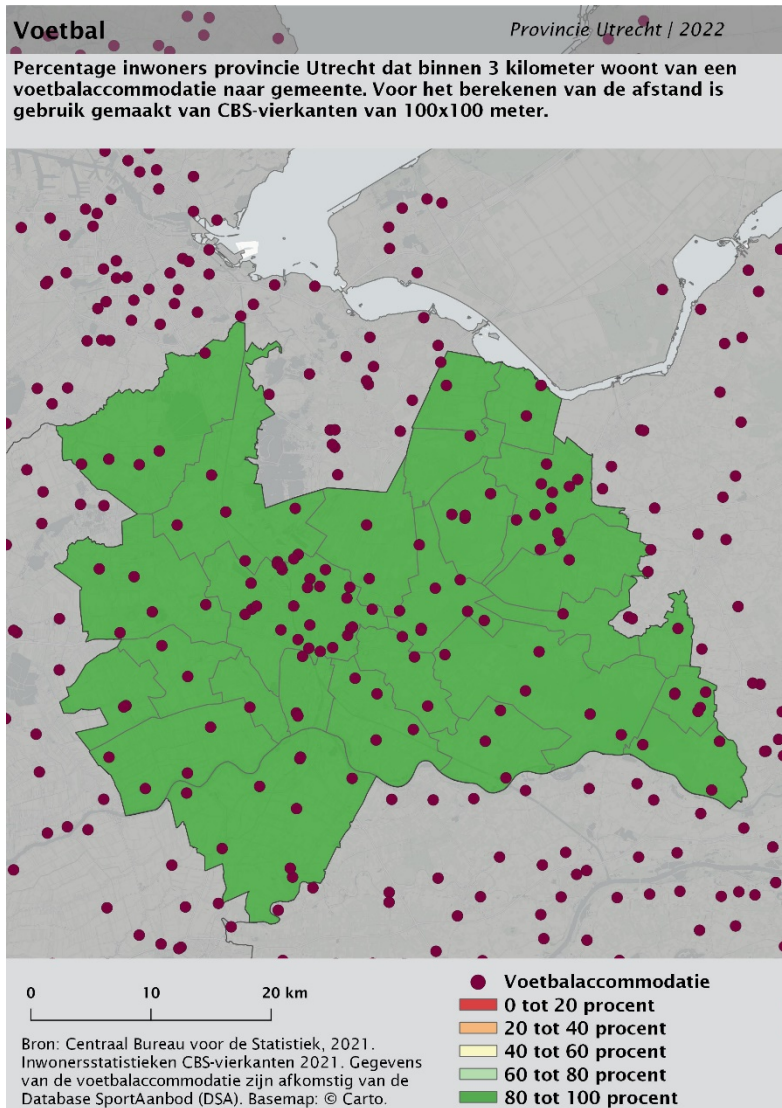 Voetbal
Provincie Utrecht / 2022
Percentage inwoners provincie Utrecht dat binnen 3 kilometer woont van een
voetbalaccommodatie naar gemeente. Voor het berekenen van de afstand is
gebruik gemaakt van CBS-vierkanten van 100x100 meter.
0 10 20 km
Bron: Centraal Bureau voor de Statistiek, 2021.
Inwonersstatistieken CBS-vierkanten 2021. Gegevens
van de voetbalaccommodatie zijn afkomstig van de
Database SportAanbod (DSA). Basemap: © Carto.
Voetbalaccommodatie
0 tot 20 procent
20 tot 40 procent
40 tot 60 procent
60 tot 80 procent
80 tot 100 procent